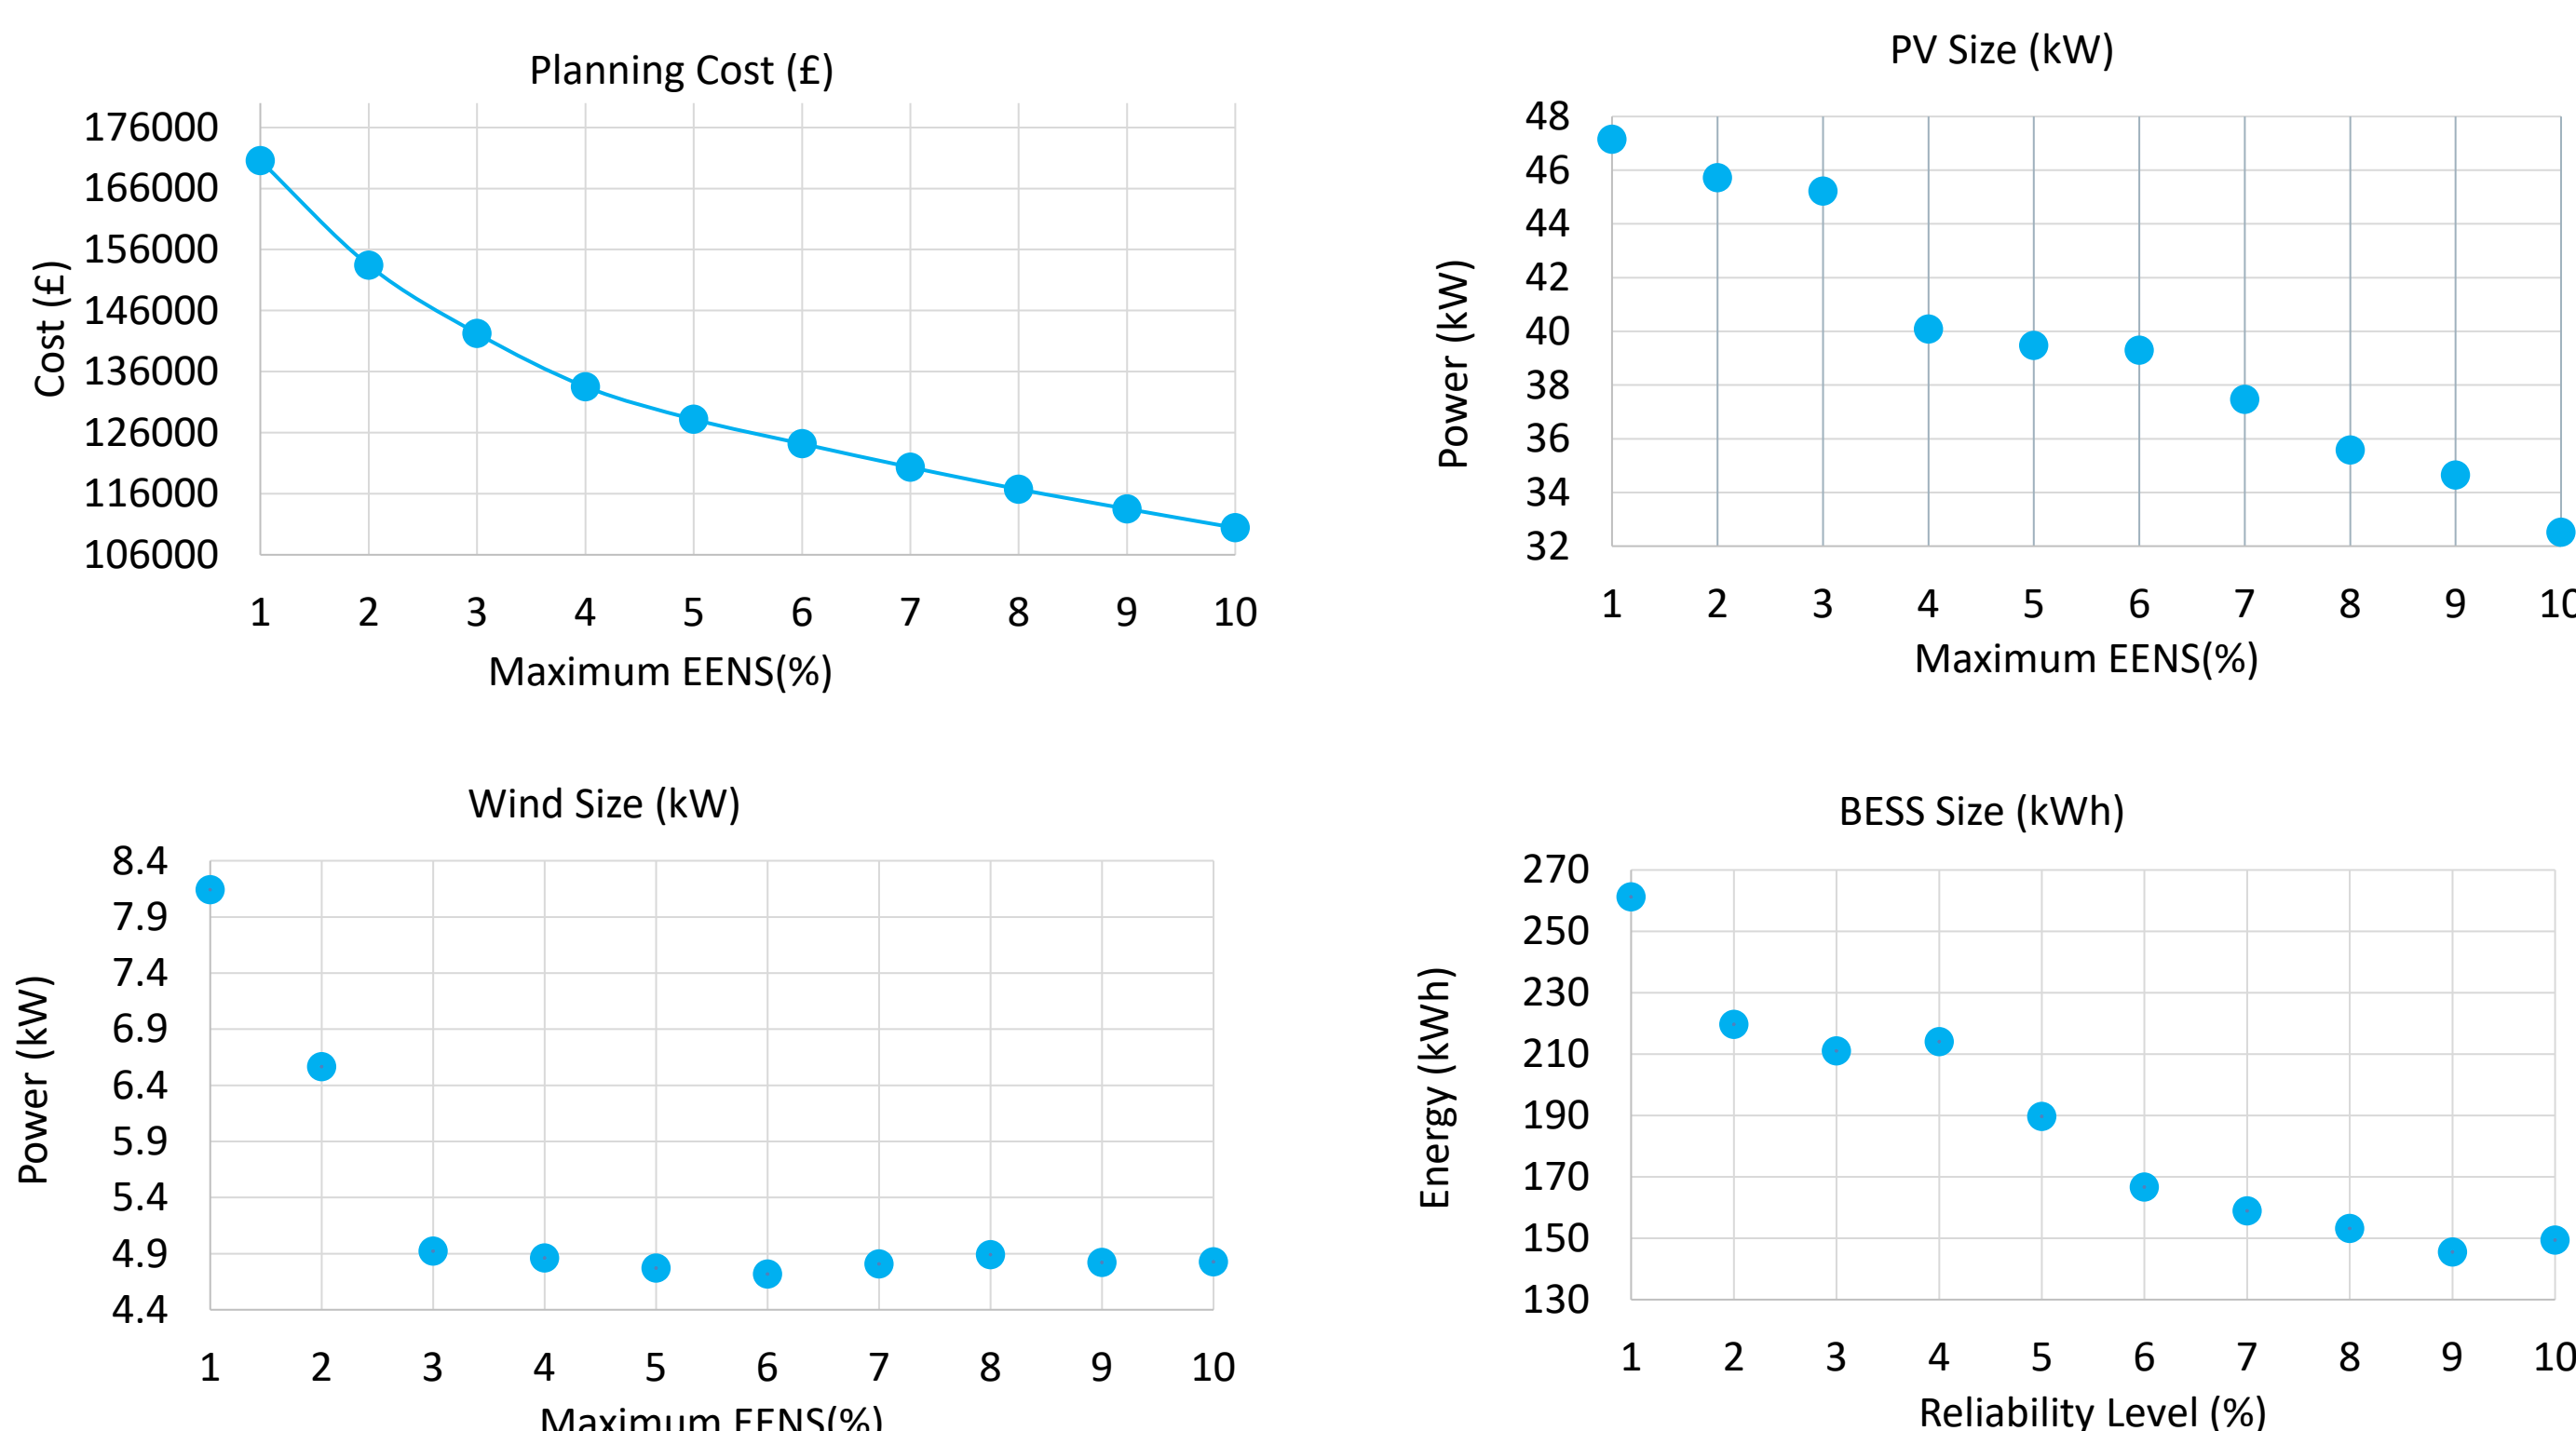 Planning Cost (£)
176000
166000
156000
146000
136000
126000
116000
106000
Cost (£)
1 2 3 4 5 6 7 8 9 10
Maximum EENS(%)
PV Size (kW)
48
46
44
42
40
38
36
34
32
Power (kW)
1 2 3 4 5 6 7 8 9 10
Maximum EENS(%)
Wind Size (kW)
8.4
7.9
7.4
6.9
6.4
5.9
5.4
4.9
4.4
Power (kW)
1 2 3 4 5 6 7 8 9 10
Maximum EENS(%)
BESS Size (kWh)
270
250
230
210
190
170
150
130
Energy (kWh)
1 2 3 4 5 6 7 8 9 10
Reliability Level (%)